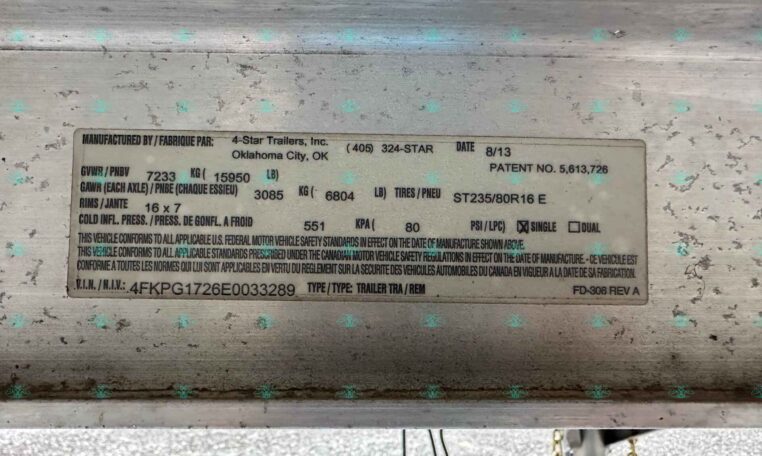 MANUFACTURED BY / FABRIQUE PAR: 4-Star Trailers, Inc. ( 405) 324-STAR DATE 8/13
Oklahoma City, OK
PATENT NO. 5,613,726
GVWR / PNBV 7233 KG ( 15950 LB)
GAWR (EACH AXLE) / PNBE (CHAQUE ESSIEU) 3085 KG ( 6804 LB) TIRES / PNEU ST235/80R16 E
RIMS / JANTE 16 x 7
COLD INFL. PRESS. / PRESS. DE GONFL. A FROID 551 KPA ( 80 PSI / LPC) SINGLE DUAL
THIS VEHICLE CONFORMS TO ALL APPLICABLE U.S. FEDERAL MOTOR VEHICLE SAFETY STANDARDS IN EFFECT ON THE DATE OF MANUFACTURE SHOWN ABOVE.
THIS VEHICLE CONFORMS TO ALL APPLICABLE STANDARDS PRESCRIBED UNDER THE CANADIAN MOTOR VEHICLE SAFETY REGULATIONS IN EFFECT ON THE DATE OF MANUFACTURE. - CE VEHICULE EST
CONFORME A TOUTES LES NORMES QUI LUI SONT APPLICABLES EN VERTU DU REGLEMENT SUR LA SECURITE DES VEHICULES AUTOMOBILES DU CANADA EN VIGUEUR A LA DATE DE SA FABRICATION.
V.I.N. / N.I.V.: 4FKPG1726E0033289 TYPE / TYPE: TRAILER TRA / REM FD-306 REV A